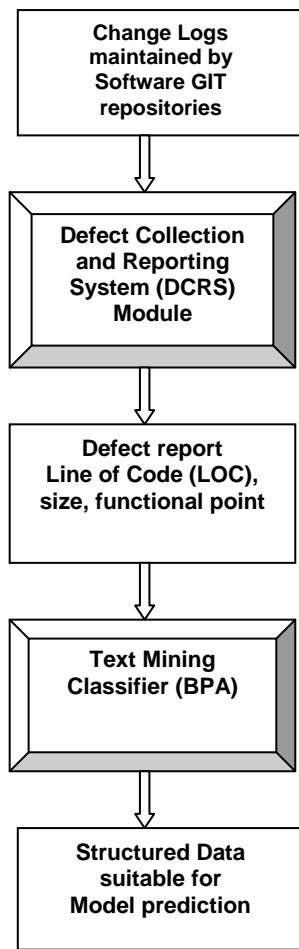 Change Logs
maintained by
Software GIT
repositories
Defect Collection
and Reporting
System (DCRS)
Module
Defect report
Line of Code (LOC),
size, functional point
Text Mining
Classifier (BPA)
Structured Data
suitable for
Model prediction